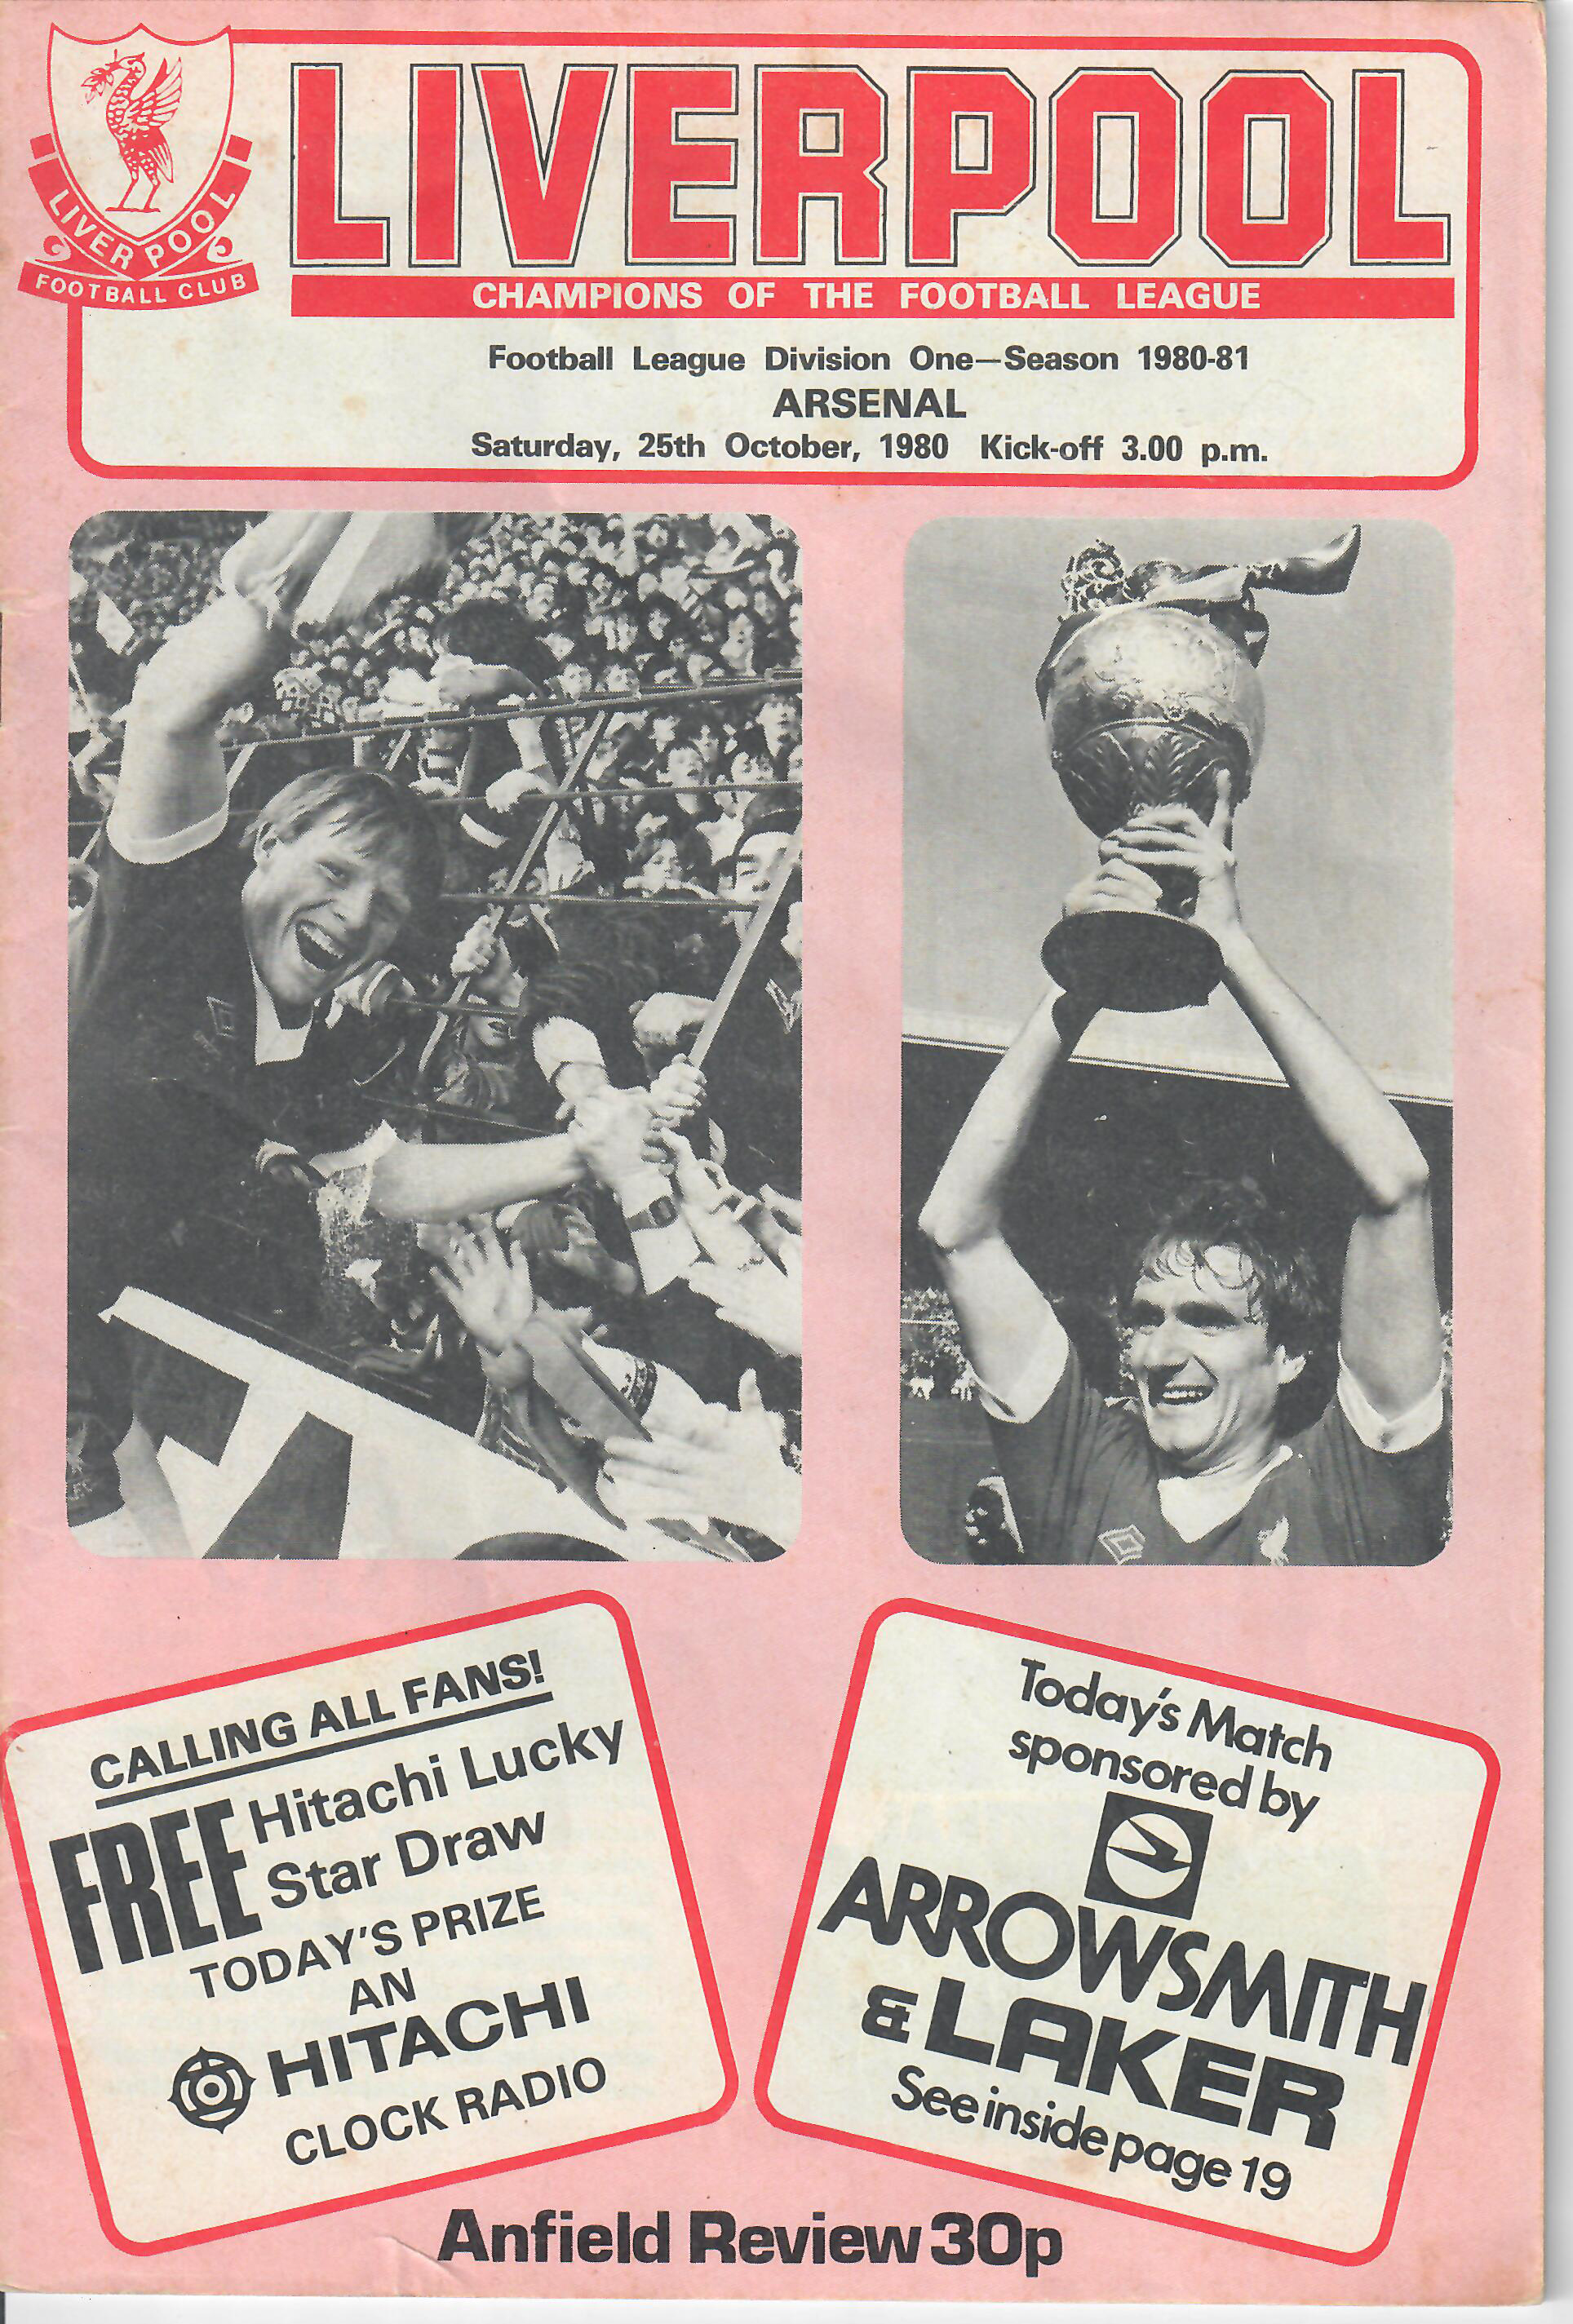 LIVERPOOL
FOOTBALL CLUB
LIVERPOOL
CHAMPIONS OF THE FOOTBALL LEAGUE
Football League Division One—Season 1980-81
ARSENAL
Saturday, 25th October, 1980 Kick-off 3.00 p.m.
CALLING ALL FANS!
FREE Hitachi Lucky
Star Draw
TODAY'S PRIZE
AN
HITACHI
CLOCK RADIO
Today's Match
sponsored by
ARROWSMITH
& LAKER
See inside page 19
Anfield Review 30p